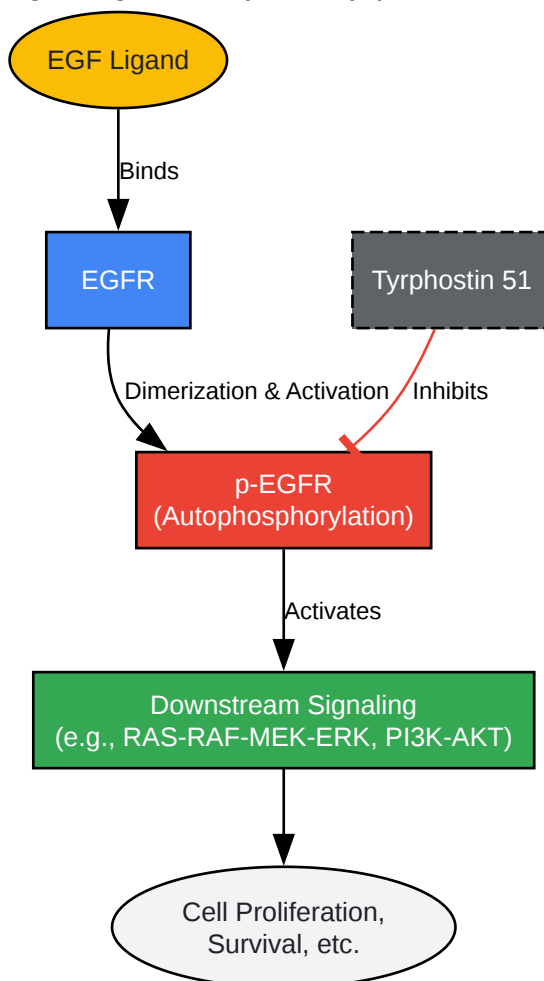 EGF Ligand
Binds
EGFR
Tyrphostin 51
Dimerization & Activation
Inhibits
p-EGFR
(Autophosphorylation)
Activates
Downstream Signaling
(e.g., RAS-RAF-MEK-ERK, PI3K-AKT)
Cell Proliferation,
Survival, etc.